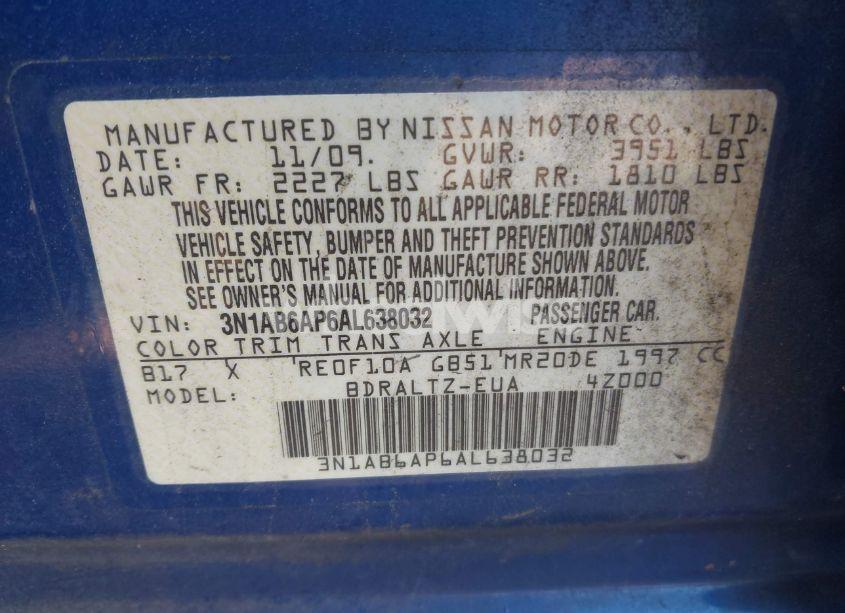 MANUFACTURED BY NISSAN MOTOR CO., LTD.
DATE: 11/09. GVWR: 3951 LBS
GAWR FR: 2227 LBS GAWR RR: 1810 LBS
THIS VEHICLE CONFORMS TO ALL APPLICABLE FEDERAL MOTOR
VEHICLE SAFETY, BUMPER AND THEFT PREVENTION STANDARDS
IN EFFECT ON THE DATE OF MANUFACTURE SHOWN ABOVE.
SEE OWNER'S MANUAL FOR ADDITIONAL INFORMATION.
VIN: 3N1AB6AP6AL638032 PASSENGER CAR.
COLOR TRIM TRANS AXLE ENGINE
B17 X RE0F10A GB51 MR20DE 1997 CC
MODEL: BDRALTZ-EUA 4Z000
3N1AB6AP6AL638032